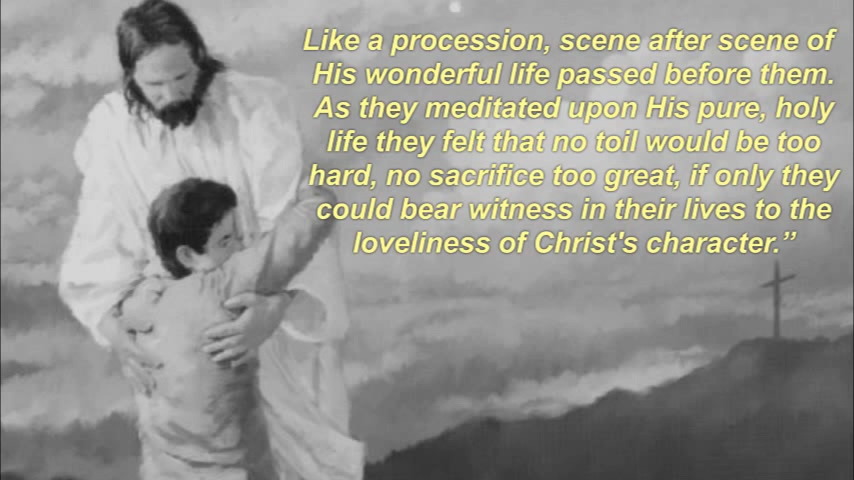 Like a procession, scene after scene of
His wonderful life passed before them.
As they meditated upon His pure, holy
life they felt that no toil would be too
hard, no sacrifice too great, if only they
could bear witness in their lives to the
loveliness of Christ's character.”